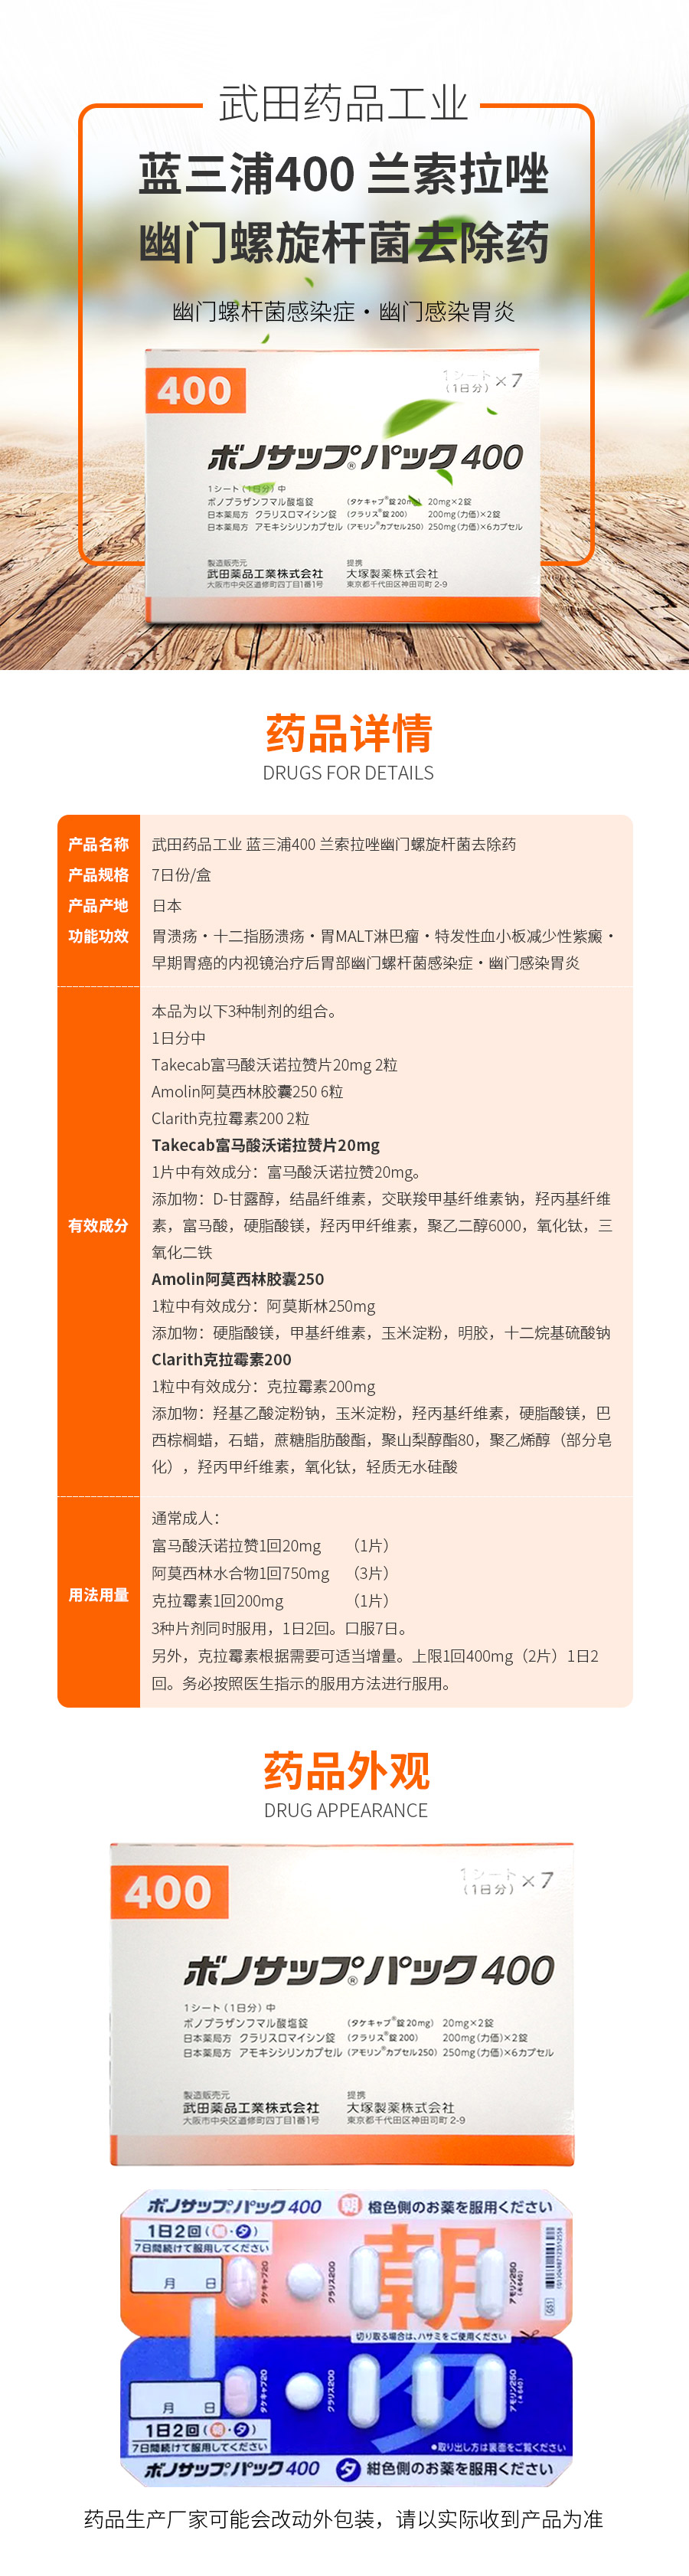 武田药品工业
蓝三浦400 兰索拉唑
幽门螺旋杆菌去除药
幽门螺杆菌感染症・幽门感染胃炎
400
1シート
(1日分) ×7
ボノサップ®パック400
1シート(1日分)中
ボノプラザンフマル酸塩錠 (タケキャブ®錠20mg) 20mg×2錠
日本薬局方 クラリスロマイシン錠 (クラリス®錠200) 200mg(力価)×2錠
日本薬局方 アモキシシリンカプセル (アモリン®カプセル250) 250mg(力価)×6カプセル
製造販売元 提携
武田薬品工業株式会社 大塚製薬株式会社
大阪市中央区道修町四丁目1番1号 東京都千代田区神田司町2-9
药品详情
DRUGS FOR DETAILS
产品名称 武田药品工业 蓝三浦400 兰索拉唑幽门螺旋杆菌去除药
产品规格 7日份/盒
产品产地 日本
功能功效 胃溃疡・十二指肠溃疡・胃MALT淋巴瘤・特发性血小板减少性紫癜・
早期胃癌的内视镜治疗后胃部幽门螺杆菌感染症・幽门感染胃炎
有效成分
本品为以下3种制剂的组合。
1日分中
Takecab富马酸沃诺拉赞片20mg 2粒
Amolin阿莫西林胶囊250 6粒
Clarith克拉霉素200 2粒
Takecab富马酸沃诺拉赞片20mg
1片中有效成分：富马酸沃诺拉赞20mg。
添加物：D-甘露醇，结晶纤维素，交联羧甲基纤维素钠，羟丙基纤维
素，富马酸，硬脂酸镁，羟丙甲纤维素，聚乙二醇6000，氧化钛，三
氧化二铁
Amolin阿莫西林胶囊250
1粒中有效成分：阿莫斯林250mg
添加物：硬脂酸镁，甲基纤维素，玉米淀粉，明胶，十二烷基硫酸钠
Clarith克拉霉素200
1粒中有效成分：克拉霉素200mg
添加物：羟基乙酸淀粉钠，玉米淀粉，羟丙基纤维素，硬脂酸镁，巴
西棕榈蜡，石蜡，蔗糖脂肪酸酯，聚山梨醇酯80，聚乙烯醇（部分皂
化），羟丙甲纤维素，氧化钛，轻质无水硅酸
用法用量
通常成人：
富马酸沃诺拉赞1回20mg （1片）
阿莫西林水合物1回750mg （3片）
克拉霉素1回200mg （1片）
3种片剂同时服用，1日2回。口服7日。
另外，克拉霉素根据需要可适当增量。上限1回400mg（2片）1日2
回。务必按照医生指示的服用方法进行服用。
药品外观
DRUG APPEARANCE
400
1シート
(1日分) ×7
ボノサップ®パック400
1シート(1日分)中
ボノプラザンフマル酸塩錠 (タケキャブ®錠20mg) 20mg×2錠
日本薬局方 クラリスロマイシン錠 (クラリス®錠200) 200mg(力価)×2錠
日本薬局方 アモキシシリンカプセル (アモリン®カプセル250) 250mg(力価)×6カプセル
製造販売元 提携
武田薬品工業株式会社 大塚製薬株式会社
大阪市中央区道修町四丁目1番1号 東京都千代田区神田司町2-9
ボノサップ®パック400 朝 橙色側のお薬を服用ください
1日2回(朝・夕)
7日間続けて服用してください
月 日
タケキャブ20
クラリス200
朝
アモリン250
GS1
切り取る場合は、ハサミをご使用ください
夕
月 日
タケキャブ20
クラリス200
アモリン250
1日2回(朝・夕)
7日間続けて服用してください
●取り出し方は裏面をご覧ください
ボノサップ®パック400 夕 紺色側のお薬を服用ください
药品生产厂家可能会改动外包装，请以实际收到产品为准